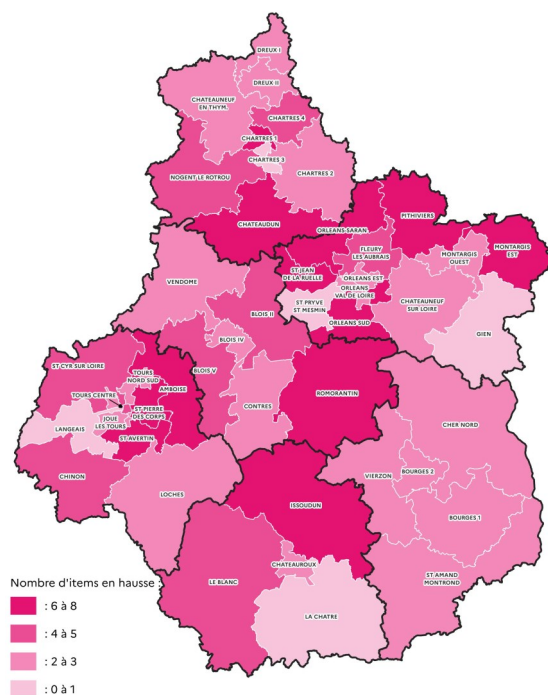 DREUX I
DREUX II
CHATEAUNEUF
EN THYM.
CHARTRES 4
CHARTRES 1
CHARTRES 3
CHARTRES 2
NOGENT LE ROTROU
CHATEAUDUN
ORLEANS-SARAN
PITHIVIERS
FLEURY
LES AUBRAIS
MONTARGIS
OUEST
MONTARGIS
EST
ST JEAN
DE LA RUELLE
ORLEANS EST
ORLEANS
VAL DE LOIRE
VENDOME
ST PRYVE
ST MESMIN
CHATEAUNEUF
SUR LOIRE
BLOIS II
ORLEANS SUD
GIEN
BLOIS IV
ST CYR SUR LOIRE
TOURS
NORD SUD
BLOIS V
AMBOISE
TOURS CENTRE
ROMORANTIN
CONTRES
ST PIERRE
DES CORPS
JOUE
LES TOURS
LANGEAIS
ST AVERTIN
CHER NORD
CHINON
VIERZON
BOURGES 2
LOCHES
ISSOUDUN
BOURGES 1
CHATEAUROUX
ST AMAND
MONTROND
LE BLANC
LA CHATRE
Nombre d'items en hausse :
: 6 à 8
: 4 à 5
: 2 à 3
: 0 à 1